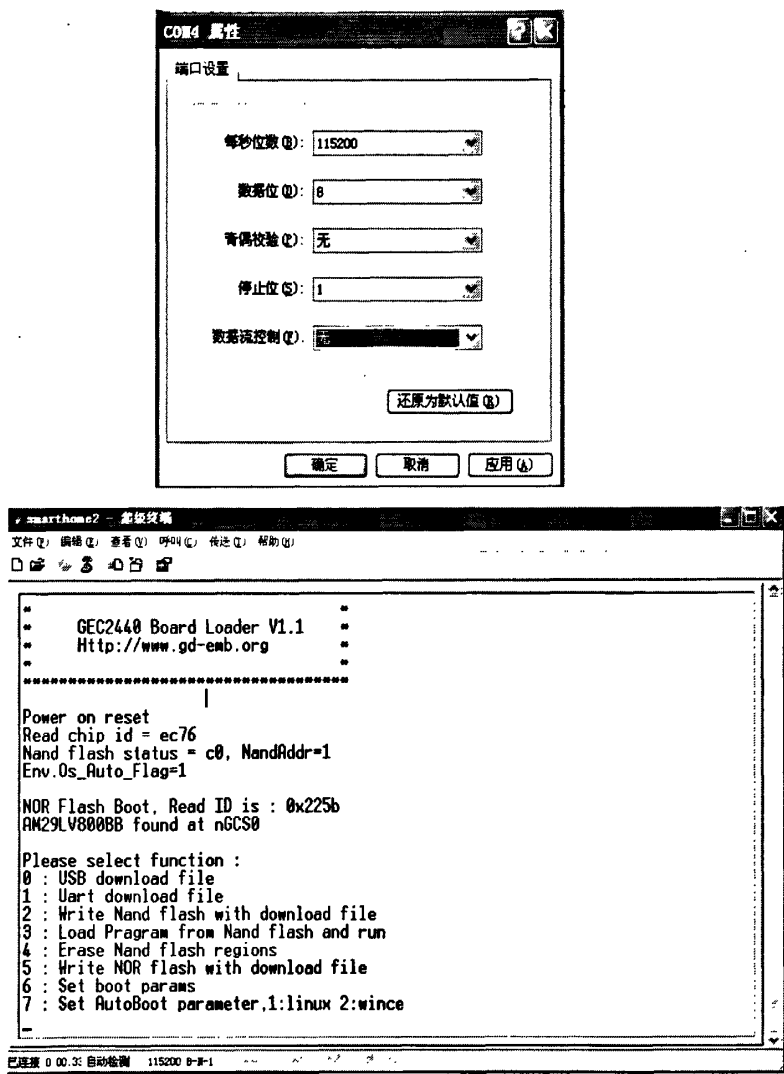 COM4 属性
端口设置
每秒位数(B): 115200
数据位(D): 8
奇偶校验(P): 无
停止位(S): 1
数据流控制(F): 无
还原为默认值(R)
确定 取消 应用(A)
smarthome2 - 超级终端
文件(F) 编辑(E) 查看(V) 呼叫(C) 传送(T) 帮助(H)
* *
* GEC2440 Board Loader V1.1 *
* Http://www.gd-emb.org *
* *
************************************
Power on reset
Read chip id = ec76
Nand flash status = c0, NandAddr=1
Env.Os_Auto_Flag=1
NOR Flash Boot, Read ID is : 0x225b
AM29LV800BB found at nGCS0
Please select function :
0 : USB download file
1 : Uart download file
2 : Write Nand flash with download file
3 : Load Pragram from Nand flash and run
4 : Erase Nand flash regions
5 : Write NOR flash with download file
6 : Set boot params
7 : Set AutoBoot parameter,1:linux 2:wince
_
已连接 0:00:33 自动检测 115200 8-N-1